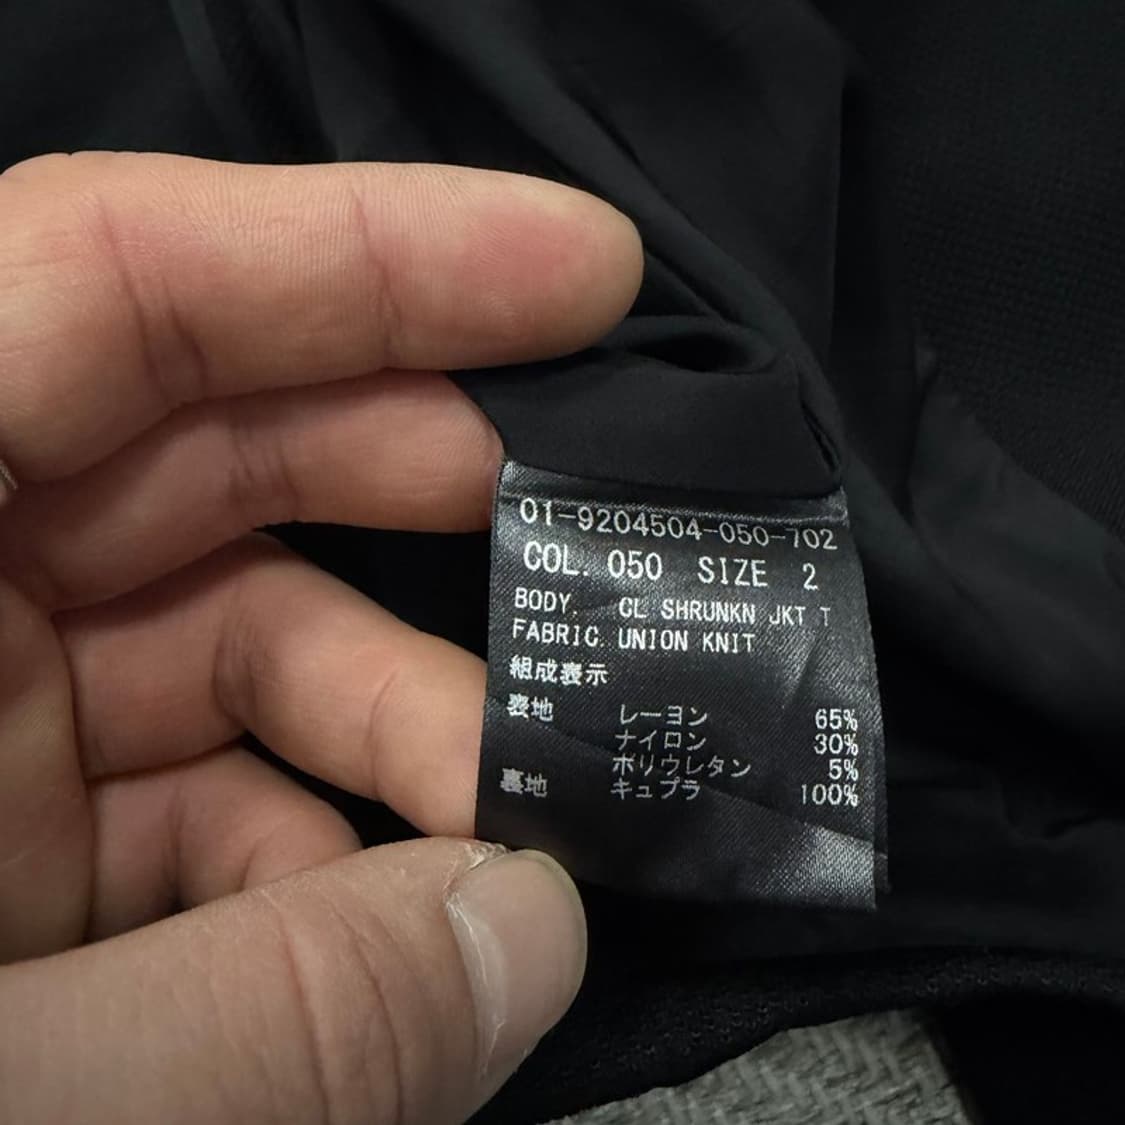 01-9204504-050-702
COL. 050 SIZE 2
BODY. CL SHRUNKN JKT T
FABRIC. UNION KNIT
組成表示
表地 レーヨン 65%
ナイロン 30%
ポリウレタン 5%
裏地 キュプラ 100%